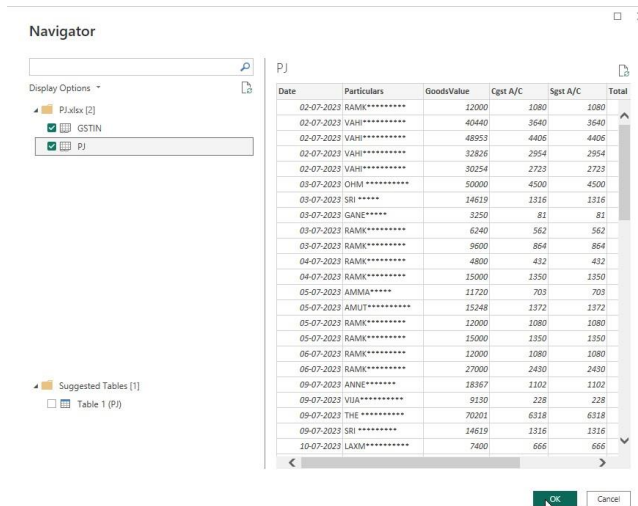 Navigator
Display Options
PJ.xlsx [2]
GSTIN
PJ
Suggested Tables [1]
Table 1 (PJ)
PJ
Date Particulars GoodsValue Cgst A/C Sgst A/C Total
02-07-2023 RAMK********* 12000 1080 1080
02-07-2023 VAHI********** 40440 3640 3640
02-07-2023 VAHI********** 48953 4406 4406
02-07-2023 VAHI********** 32826 2954 2954
02-07-2023 VAHI********** 30254 2723 2723
03-07-2023 OHM ********** 50000 4500 4500
03-07-2023 SRI ***** 14619 1316 1316
03-07-2023 GANE***** 3250 81 81
03-07-2023 RAMK********* 6240 562 562
03-07-2023 RAMK********* 9600 864 864
04-07-2023 RAMK********* 4800 432 432
04-07-2023 RAMK********* 15000 1350 1350
05-07-2023 AMMA***** 11720 703 703
05-07-2023 AMUT********** 15248 1372 1372
05-07-2023 RAMK********* 12000 1080 1080
05-07-2023 RAMK********* 15000 1350 1350
06-07-2023 RAMK********* 12000 1080 1080
06-07-2023 RAMK********* 27000 2430 2430
09-07-2023 ANNE******* 18367 1102 1102
09-07-2023 VIJA********** 9130 228 228
09-07-2023 THE ********** 70201 6318 6318
09-07-2023 SRI ********* 14619 1316 1316
10-07-2023 LAXM********** 7400 666 666
OK Cancel